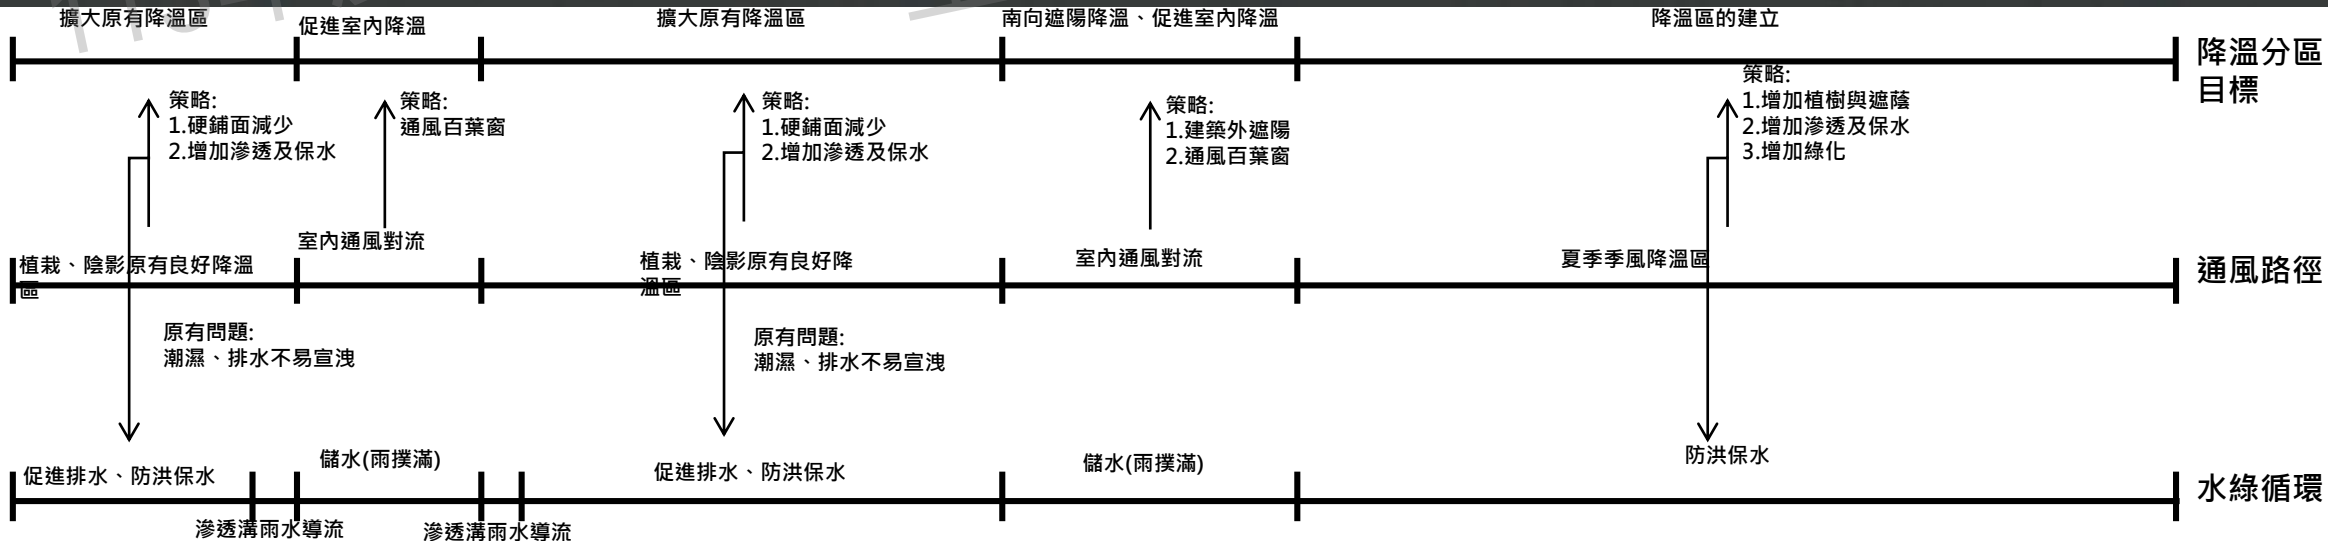 擴大原有降溫區
促進室內降溫
擴大原有降溫區
南向遮陽降溫、促進室內降溫
降溫區的建立
降溫分區
目標
策略:
1.硬鋪面減少
2.增加滲透及保水
策略:
通風百葉窗
策略:
1.硬鋪面減少
2.增加滲透及保水
策略:
1.建築外遮陽
2.通風百葉窗
策略:
1.增加植樹與遮蔭
2.增加滲透及保水
3.增加綠化
植栽、陰影原有良好降溫
區
室內通風對流
植栽、陰影原有良好降
溫區
室內通風對流
夏季季風降溫區
通風路徑
原有問題:
潮濕、排水不易宣洩
原有問題:
潮濕、排水不易宣洩
促進排水、防洪保水
儲水(雨撲滿)
促進排水、防洪保水
儲水(雨撲滿)
防洪保水
水綠循環
滲透溝雨水導流
滲透溝雨水導流